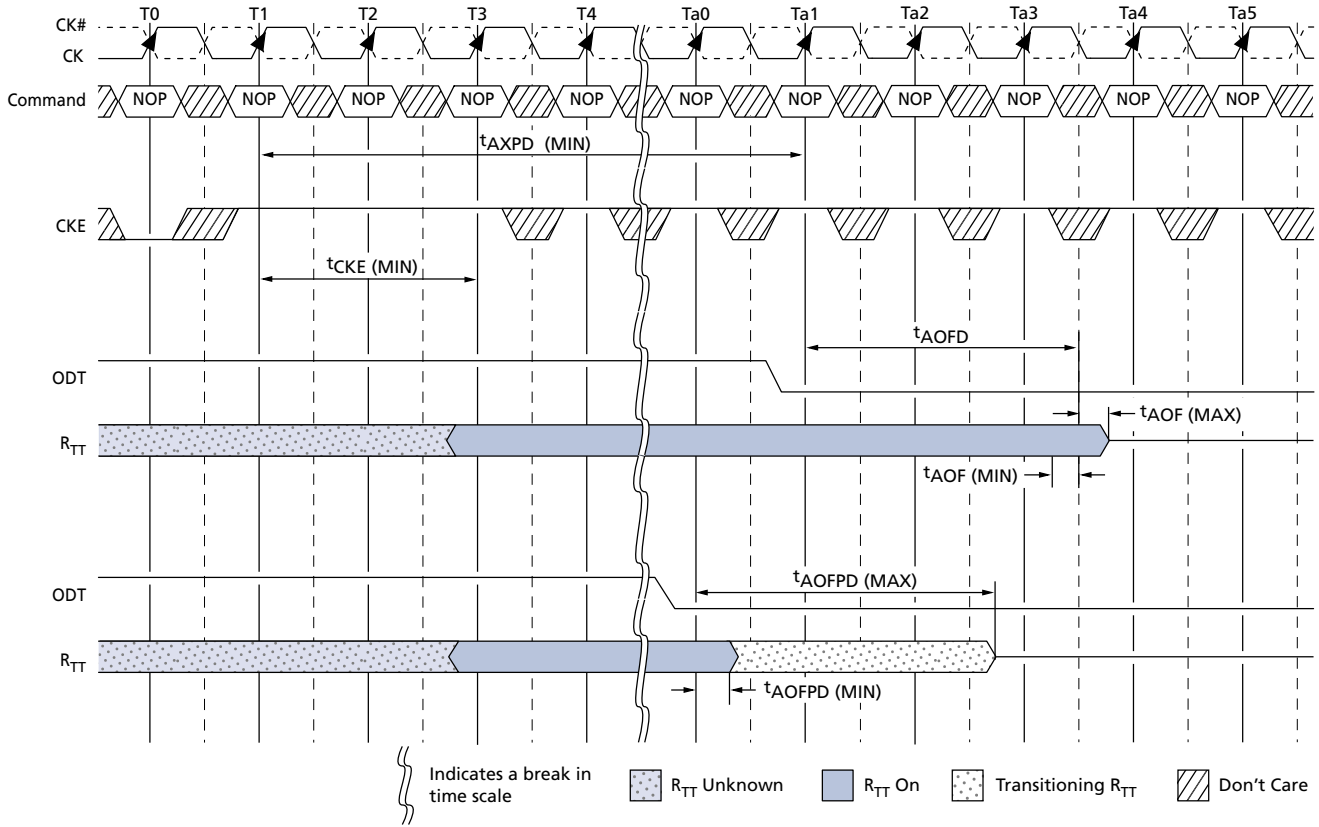 T0 T1 T2 T3 T4 Ta0 Ta1 Ta2 Ta3 Ta4 Ta5
CK#
CK
Command NOP NOP NOP NOP NOP NOP NOP NOP NOP NOP NOP
tAXPD (MIN)
CKE
tCKE (MIN)
tAOFD
ODT
tAOF (MAX)
RTT
tAOF (MIN)
tAOFPD (MAX)
ODT
RTT
tAOFPD (MIN)
Indicates a break in
time scale
RTT Unknown
RTT On
Transitioning RTT
Don't Care